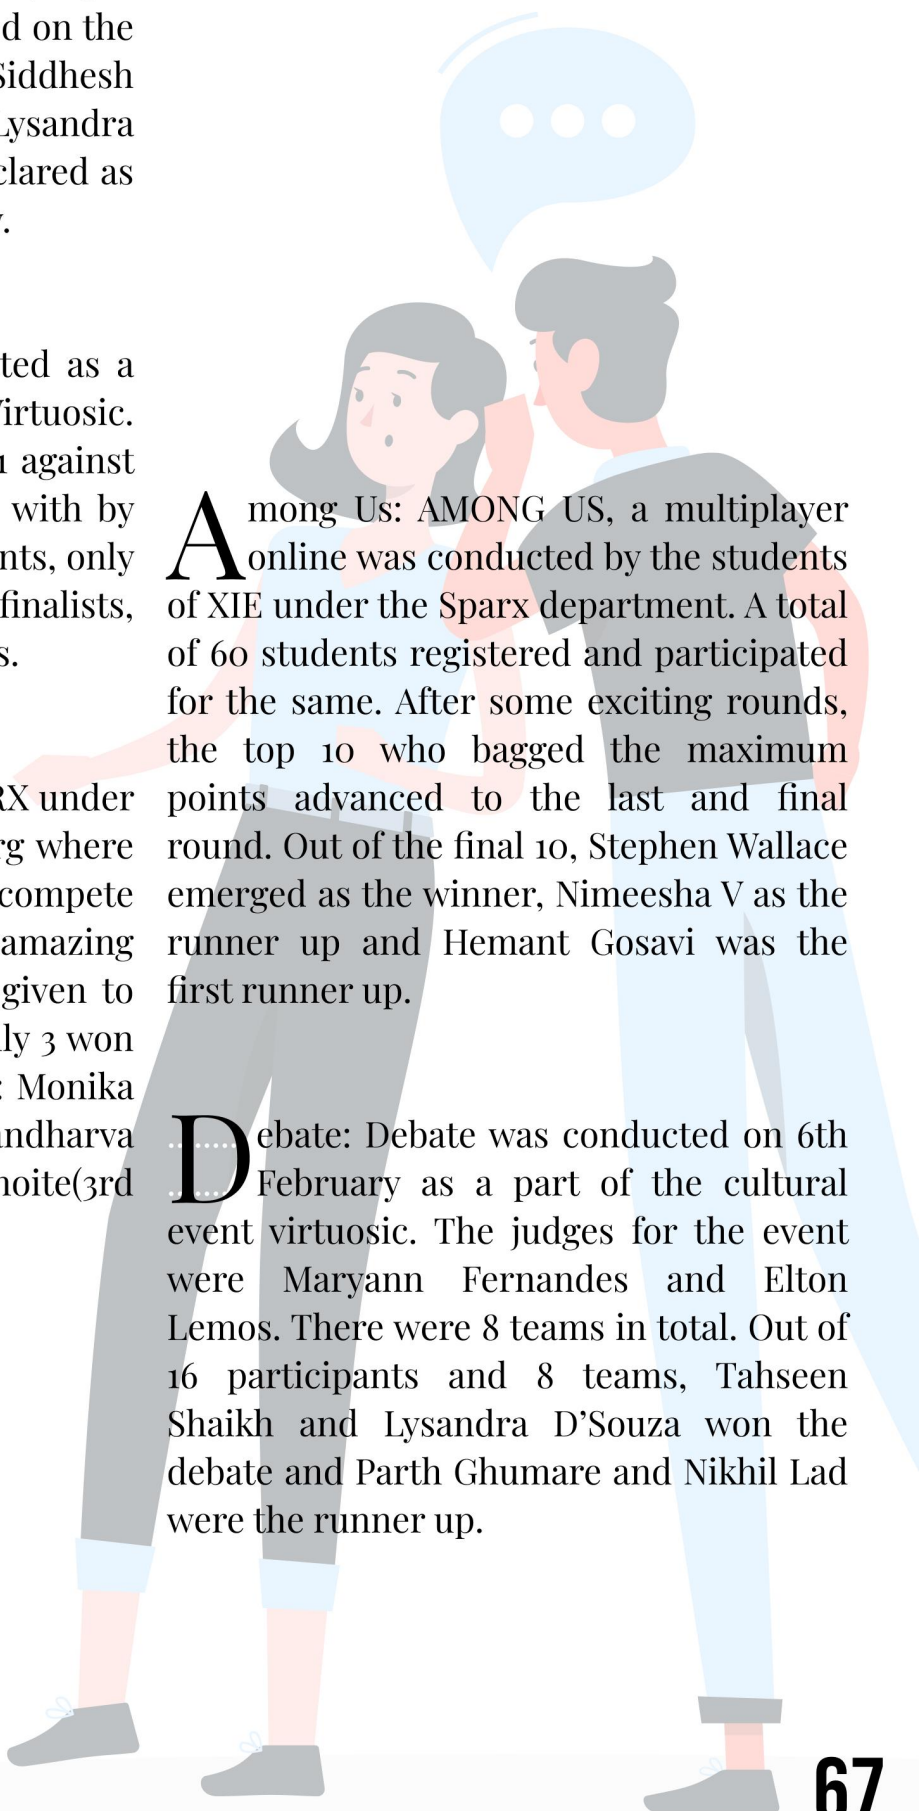 d on the
Siddhesh
Lysandra
clared as
y.
ted as a
Virtuosic.
1 against
with by
nts, only
finalists,
s.
RX under
rg where
compete
amazing
given to
lly 3 won
: Monika
andharva
noite(3rd
Among Us: AMONG US, a multiplayer
online was conducted by the students
of XIE under the Sparx department. A total
of 60 students registered and participated
for the same. After some exciting rounds,
the top 10 who bagged the maximum
points advanced to the last and final
round. Out of the final 10, Stephen Wallace
emerged as the winner, Nimeesha V as the
runner up and Hemant Gosavi was the
first runner up.
Debate: Debate was conducted on 6th
February as a part of the cultural
event virtuosic. The judges for the event
were Maryann Fernandes and Elton
Lemos. There were 8 teams in total. Out of
16 participants and 8 teams, Tahseen
Shaikh and Lysandra D’Souza won the
debate and Parth Ghumare and Nikhil Lad
were the runner up.
67